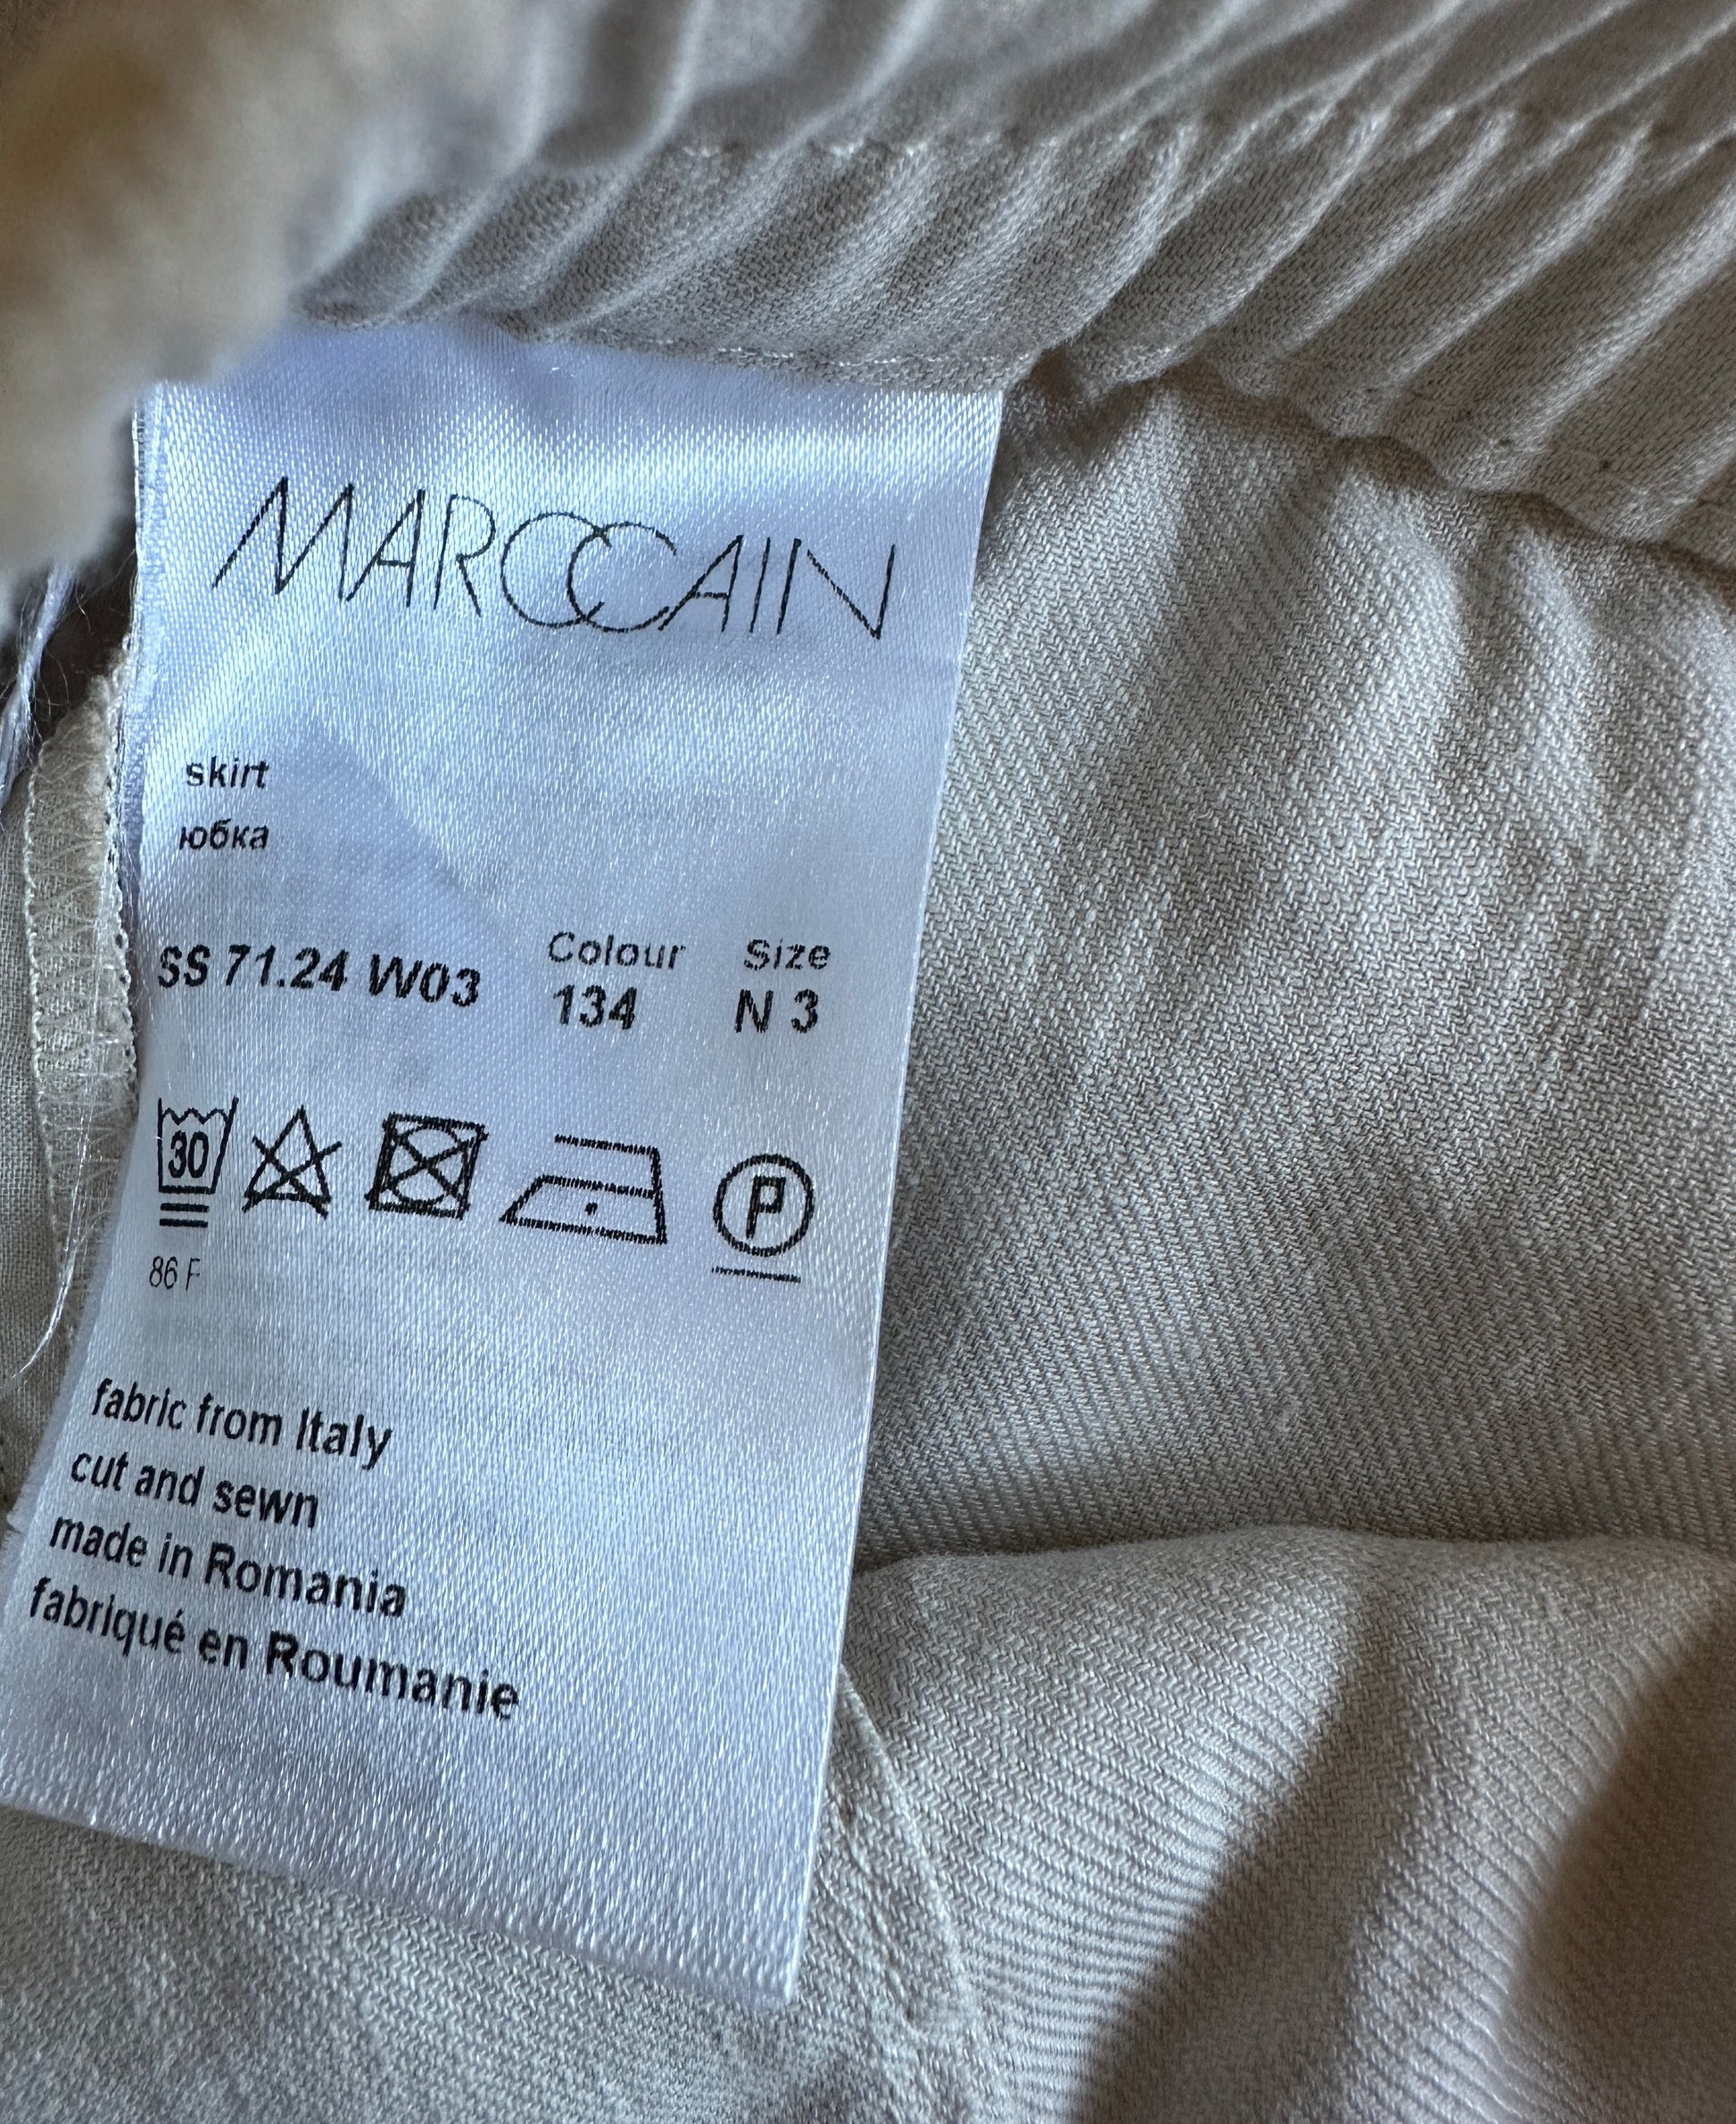 MARCCAIN
skirt
юбка
Colour Size
SS 71.24 W03 134 N 3
30
P
86 F
fabric from Italy
cut and sewn
made in Romania
fabriqué en Roumanie